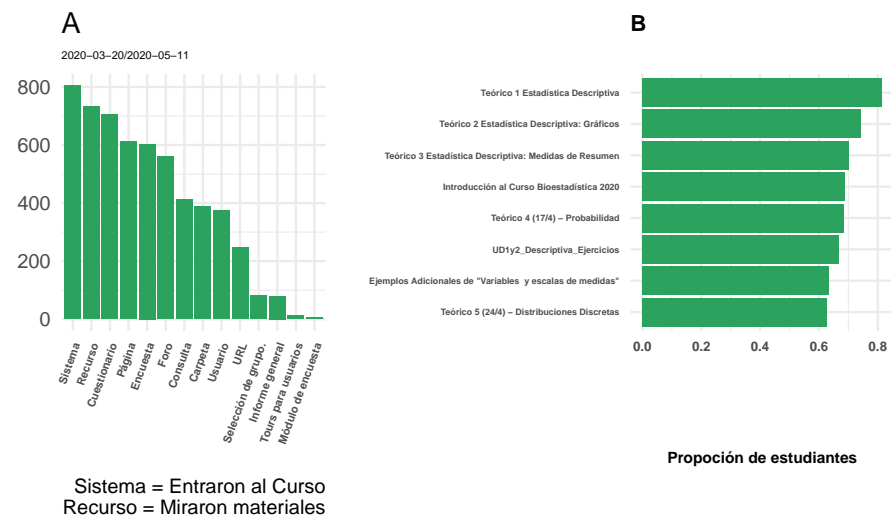 A
2020–03–20/2020–05–11
800
600
400
200
0
Sistema
Recurso
Cuestionario
Página
Encuesta
Foro
Consulta
Carpeta
Usuario
URL
Selección de grupo.
Informe general
Tours para usuarios
Módulo de encuesta
Sistema = Entraron al Curso
Recurso = Miraron materiales
B
Teórico 1 Estadística Descriptiva
Teórico 2 Estadística Descriptiva: Gráficos
Teórico 3 Estadística Descriptiva: Medidas de Resumen
Introducción al Curso Bioestadística 2020
Teórico 4 (17/4) – Probabilidad
UD1y2_Descriptiva_Ejercicios
Ejemplos Adicionales de "Variables y escalas de medidas"
Teórico 5 (24/4) – Distribuciones Discretas
0.0 0.2 0.4 0.6 0.8
Propoción de estudiantes